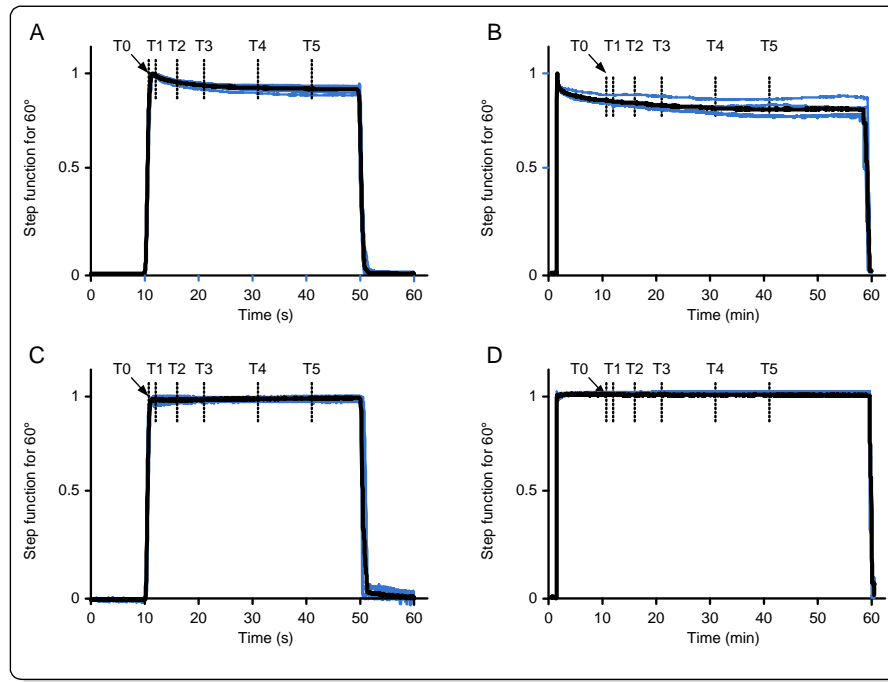 A
T0 T1 T2 T3 T4 T5
1
0.5
0
Step function for 60°
0 10 20 30 40 50 60
Time (s)
B
T0 T1 T2 T3 T4 T5
1
0.5
0
Step function for 60°
0 10 20 30 40 50 60
Time (min)
C
T0 T1 T2 T3 T4 T5
1
0.5
0
Step function for 60°
0 10 20 30 40 50 60
Time (s)
D
T0 T1 T2 T3 T4 T5
1
0.5
0
Step function for 60°
0 10 20 30 40 50 60
Time (min)